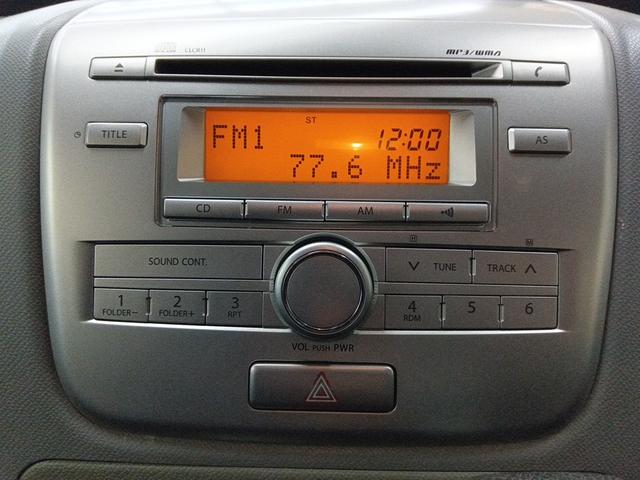 CLCR11 MP3/WMA
TITLE
AS
ST
FM1 12:00
77.6 MHz
CD FM AM
SOUND CONT.
TUNE TRACK
1 2 3 4 5 6
FOLDER- FOLDER+ RPT RDM
VOL PUSH PWR